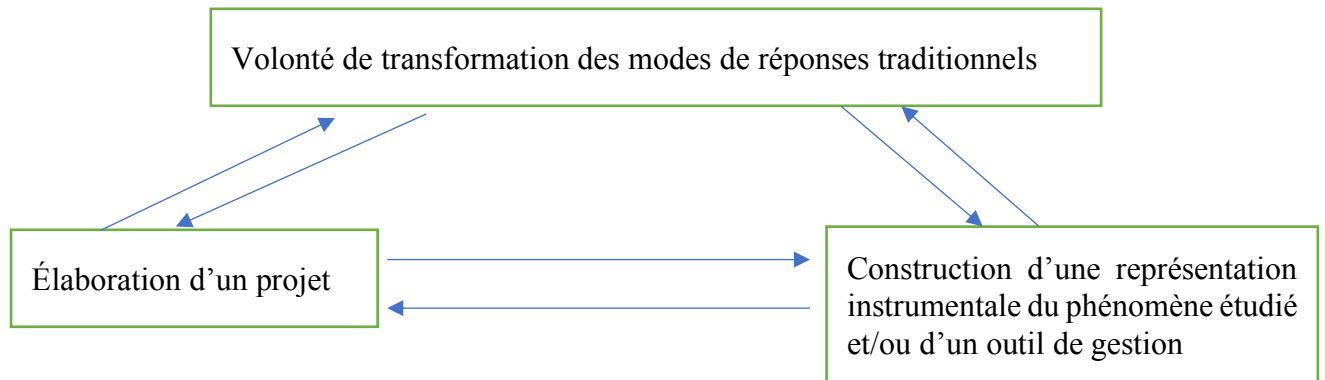 Volonté de transformation des modes de réponses traditionnels
Élaboration d’un projet
Construction d’une représentation
instrumentale du phénomène étudié
et/ou d’un outil de gestion